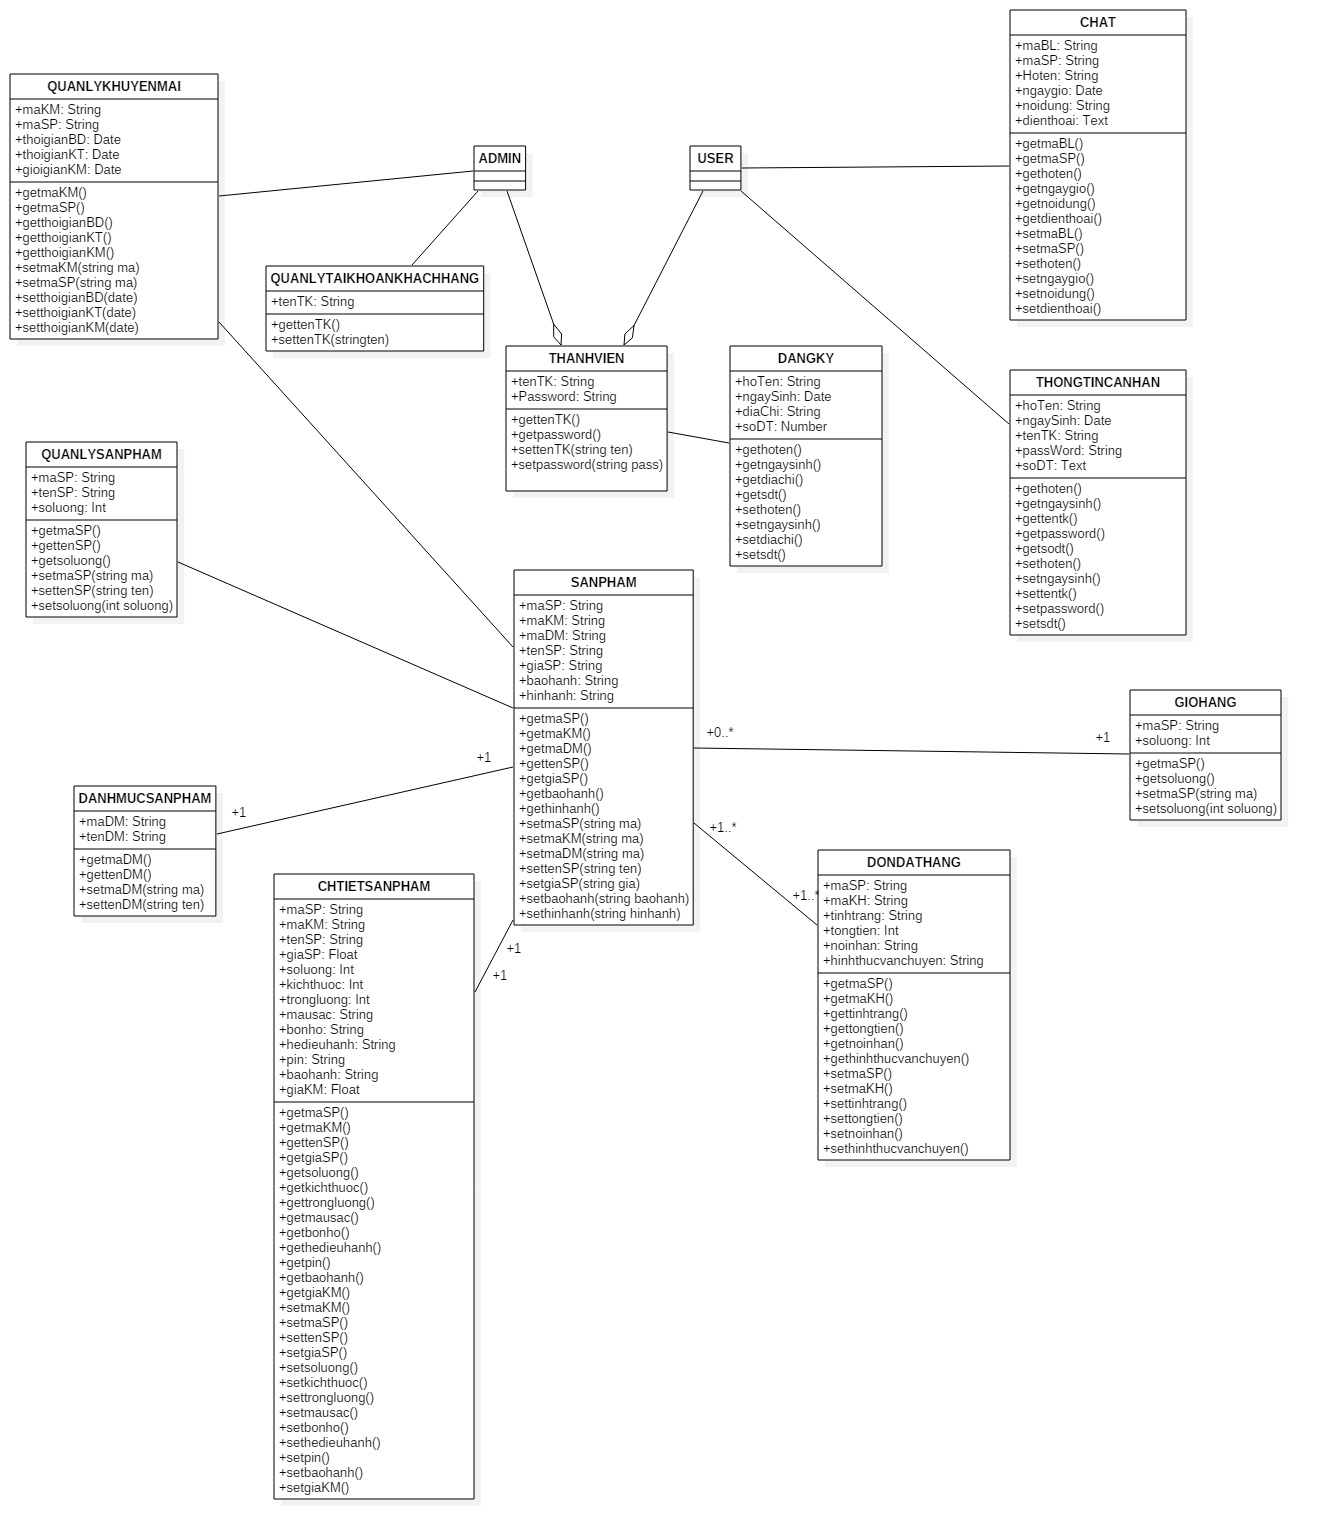 CHAT
+maBL: String
+maSP: String
+Hoten: String
+ngaygio: Date
+noidung: String
+dienthoai: Text
+getmaBL()
+getmaSP()
+gethoten()
+getngaygio()
+getnoidung()
+getdienthoai()
+setmaBL()
+setmaSP()
+sethoten()
+setngaygio()
+setnoidung()
+setdienthoai()
QUANLYKHUYENMAI
+maKM: String
+maSP: String
+thoigianBD: Date
+thoigianKT: Date
+gioigianKM: Date
+getmaKM()
+getmaSP()
+getthoigianBD()
+getthoigianKT()
+getthoigianKM()
+setmaKM(string ma)
+setmaSP(string ma)
+setthoigianBD(date)
+setthoigianKT(date)
+setthoigianKM(date)
ADMIN
USER
QUANLYTAIKHOANKHACHHANG
+tenTK: String
+gettenTK()
+settenTK(stringten)
THANHVIEN
+tenTK: String
+Password: String
+gettenTK()
+getpassword()
+settenTK(string ten)
+setpassword(string pass)
DANGKY
+hoTen: String
+ngaySinh: Date
+diaChi: String
+soDT: Number
+gethoten()
+getngaysinh()
+getdiachi()
+getsdt()
+sethoten()
+setngaysinh()
+setdiachi()
+setsdt()
THONGTINCANHAN
+hoTen: String
+ngaySinh: Date
+tenTK: String
+passWord: String
+soDT: Text
+gethoten()
+getngaysinh()
+gettentk()
+getpassword()
+getsodt()
+sethoten()
+setngaysinh()
+settentk()
+setpassword()
+setsdt()
QUANLYSANPHAM
+maSP: String
+tenSP: String
+soluong: Int
+getmaSP()
+gettenSP()
+getsoluong()
+setmaSP(string ma)
+settenSP(string ten)
+setsoluong(int soluong)
SANPHAM
+maSP: String
+maKM: String
+maDM: String
+tenSP: String
+giaSP: String
+baohanh: String
+hinhanh: String
+getmaSP()
+getmaKM()
+getmaDM()
+gettenSP()
+getgiaSP()
+getbaohanh()
+gethinhanh()
+setmaSP(string ma)
+setmaKM(string ma)
+setmaDM(string ma)
+settenSP(string ten)
+setgiaSP(string gia)
+setbaohanh(string baohanh)
+sethinhanh(string hinhanh)
+0..*
+1
GIOHANG
+maSP: String
+soluong: Int
+getmaSP()
+getsoluong()
+setmaSP(string ma)
+setsoluong(int soluong)
+1
+1
DANHMUCSANPHAM
+maDM: String
+tenDM: String
+getmaDM()
+gettenDM()
+setmaDM(string ma)
+settenDM(string ten)
+1..*
+1..*
DONDATHANG
+maSP: String
+maKH: String
+tinhtrang: String
+tongtien: Int
+noinhan: String
+hinhthucvanchuyen: String
+getmaSP()
+getmaKH()
+gettinhtrang()
+gettongtien()
+getnoinhan()
+gethinhthucvanchuyen()
+setmaSP()
+setmaKH()
+settinhtrang()
+settongtien()
+setnoinhan()
+sethinhthucvanchuyen()
+1
+1
CHTIETSANPHAM
+maSP: String
+maKM: String
+tenSP: String
+giaSP: Float
+soluong: Int
+kichthuoc: Int
+trongluong: Int
+mausac: String
+bonho: String
+hedieuhanh: String
+pin: String
+baohanh: String
+giaKM: Float
+getmaSP()
+getmaKM()
+gettenSP()
+getgiaSP()
+getsoluong()
+getkichthuoc()
+gettrongluong()
+getmausac()
+getbonho()
+gethedieuhanh()
+getpin()
+getbaohanh()
+getgiaKM()
+setmaKM()
+setmaSP()
+settenSP()
+setgiaSP()
+setsoluong()
+setkichthuoc()
+settrongluong()
+setmausac()
+setbonho()
+sethedieuhanh()
+setpin()
+setbaohanh()
+setgiaKM()